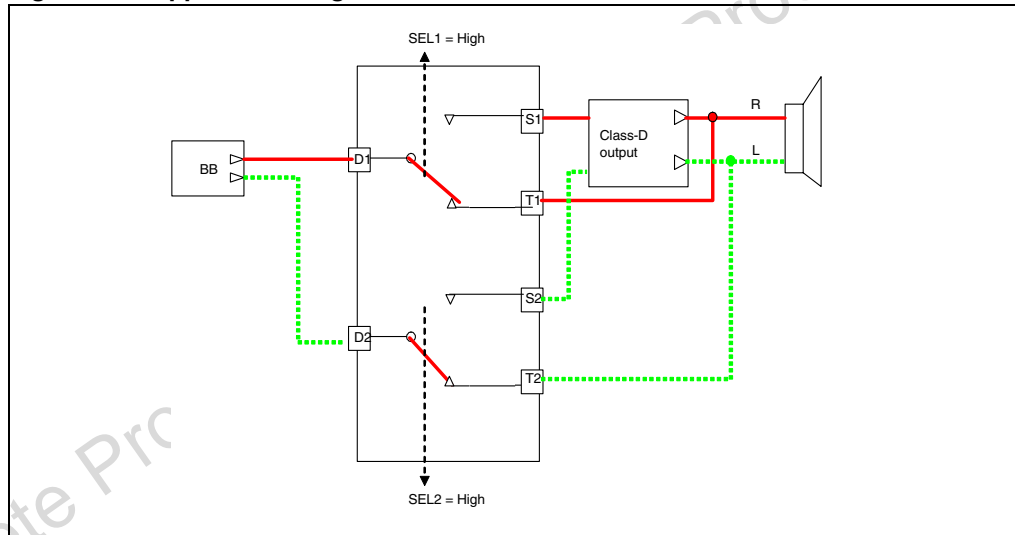 SEL1 = High
S1
R
Class-D
output
L
BB
D1
T1
S2
D2
T2
SEL2 = High